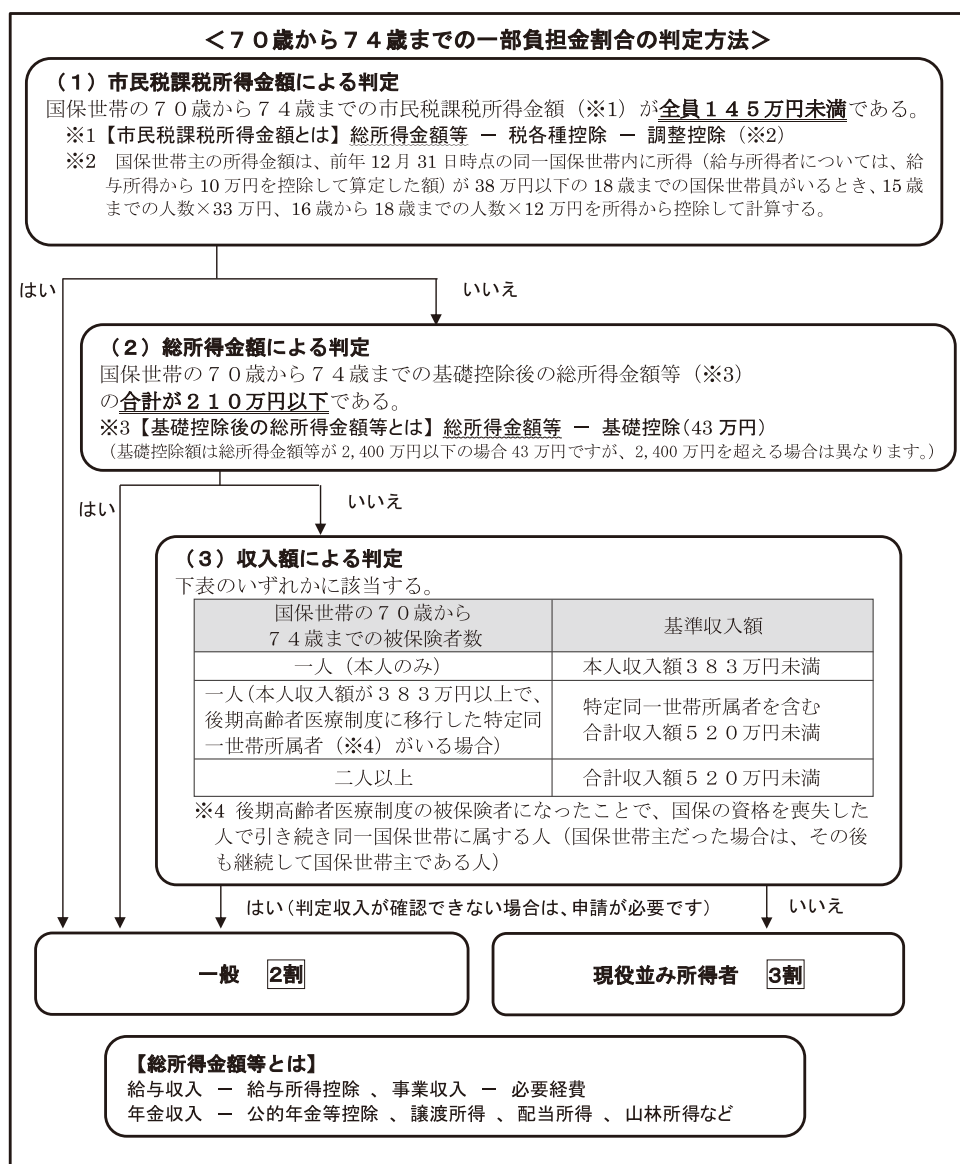 ＜７０歳から７４歳までの一部負担金割合の判定方法＞
（１）市民税課税所得金額による判定
国保世帯の７０歳から７４歳までの市民税課税所得金額（※1）が全員１４５万円未満である。
※1【市民税課税所得金額とは】総所得金額等 － 税各種控除 － 調整控除（※2）
※2 国保世帯主の所得金額は、前年 12 月 31 日時点の同一国保世帯内に所得（給与所得者については、給
与所得から 10 万円を控除して算定した額）が 38 万円以下の 18 歳までの国保世帯員がいるとき、15 歳
までの人数×33 万円、16 歳から 18 歳までの人数×12 万円を所得から控除して計算する。
はい
いいえ
（２）総所得金額による判定
国保世帯の７０歳から７４歳までの基礎控除後の総所得金額等（※3）
の合計が２１０万円以下である。
※3【基礎控除後の総所得金額等とは】総所得金額等 － 基礎控除(43 万円)
（基礎控除額は総所得金額等が 2,400 万円以下の場合 43 万円ですが、2,400 万円を超える場合は異なります。）
はい
いいえ
（３）収入額による判定
下表のいずれかに該当する。
国保世帯の７０歳から
７４歳までの被保険者数
基準収入額
一人（本人のみ）
本人収入額３８３万円未満
一人（本人収入額が３８３万円以上で、
後期高齢者医療制度に移行した特定同
一世帯所属者（※4）がいる場合）
特定同一世帯所属者を含む
合計収入額５２０万円未満
二人以上
合計収入額５２０万円未満
※4 後期高齢者医療制度の被保険者になったことで、国保の資格を喪失した
人で引き続き同一国保世帯に属する人（国保世帯主だった場合は、その後
も継続して国保世帯主である人）
はい（判定収入が確認できない場合は、申請が必要です）
いいえ
一般 2割
現役並み所得者 3割
【総所得金額等とは】
給与収入 － 給与所得控除 、事業収入 － 必要経費
年金収入 － 公的年金等控除 、譲渡所得 、配当所得 、山林所得など